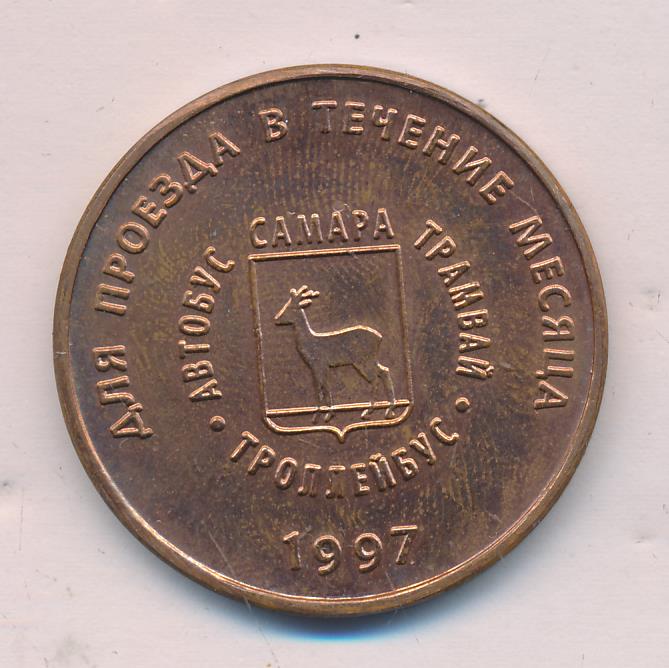 ДЛЯ ПРОЕЗДА В ТЕЧЕНИЕ МЕСЯЦА
САМАРА
АВТОБУС
ТРАМВАЙ
• ТРОЛЛЕЙБУС •
1997